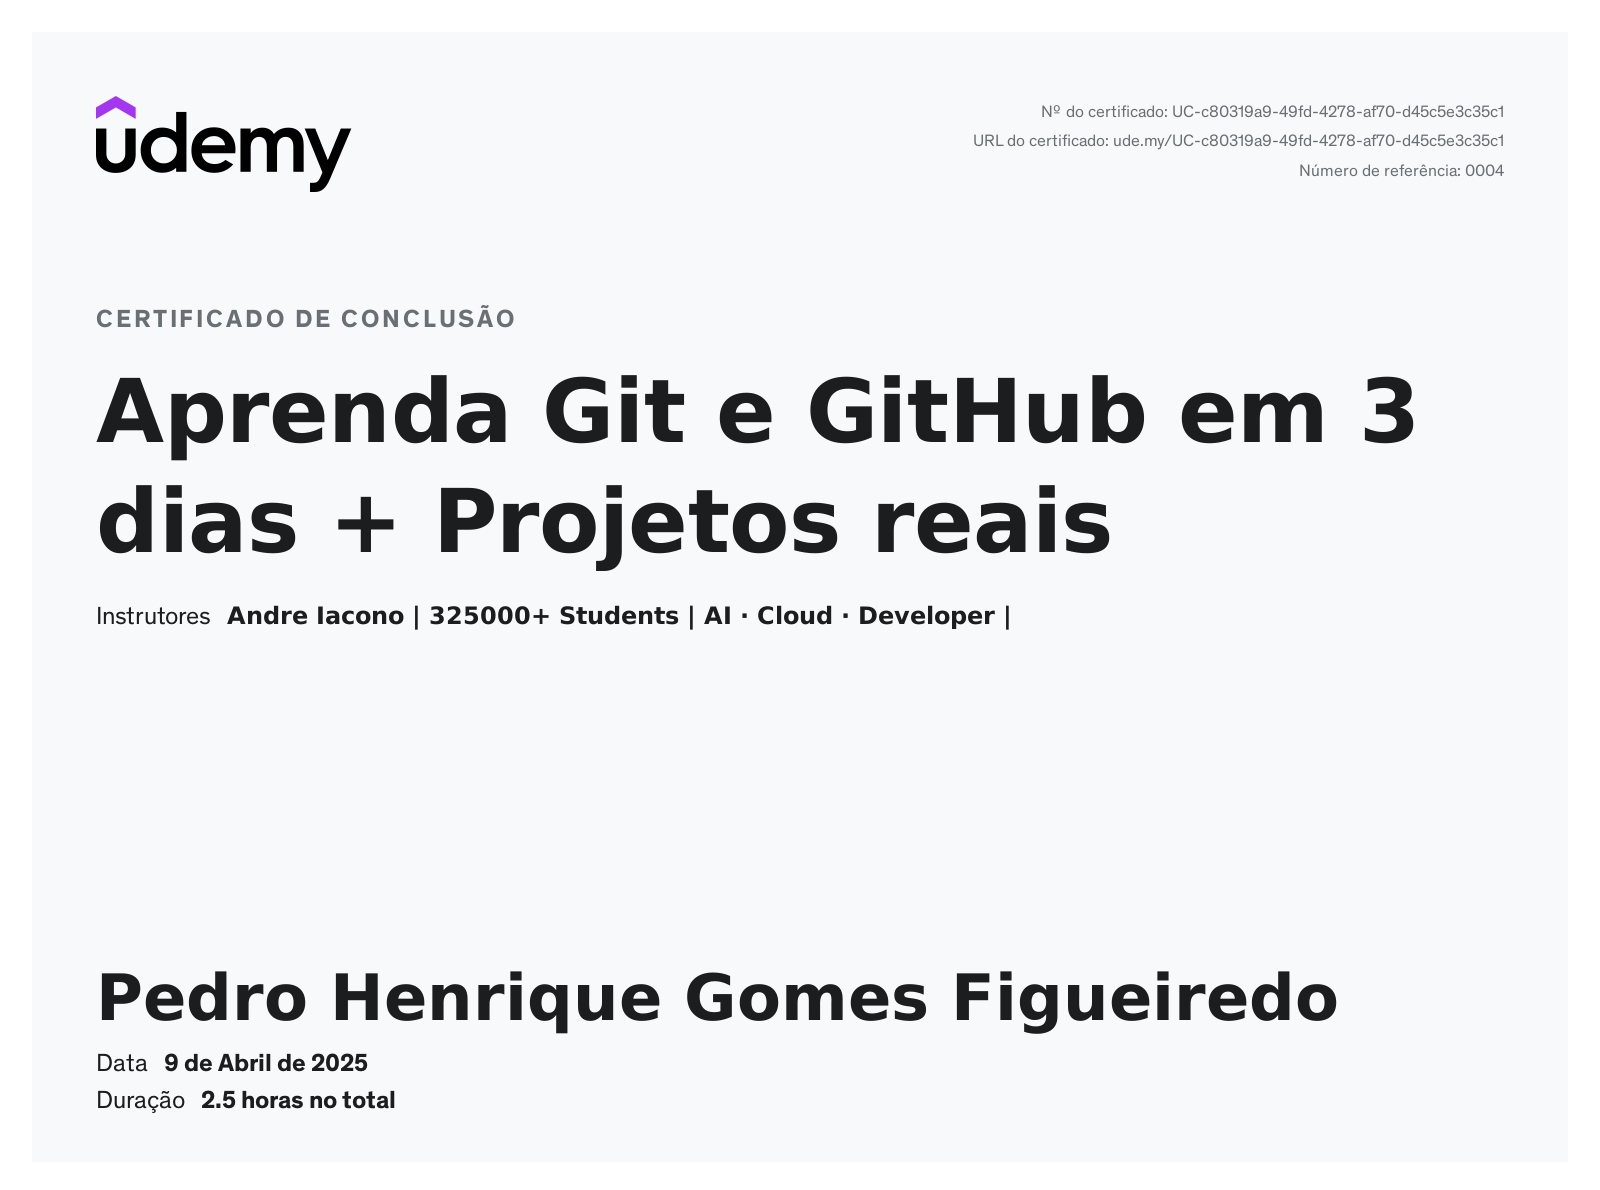 udemy
Nº do certificado: UC-c80319a9-49fd-4278-af70-d45c5e3c35c1
URL do certificado: ude.my/UC-c80319a9-49fd-4278-af70-d45c5e3c35c1
Número de referência: 0004
CERTIFICADO DE CONCLUSÃO
Aprenda Git e GitHub em 3
dias + Projetos reais
Instrutores Andre Iacono | 325000+ Students | AI · Cloud · Developer |
Pedro Henrique Gomes Figueiredo
Data 9 de Abril de 2025
Duração 2.5 horas no total